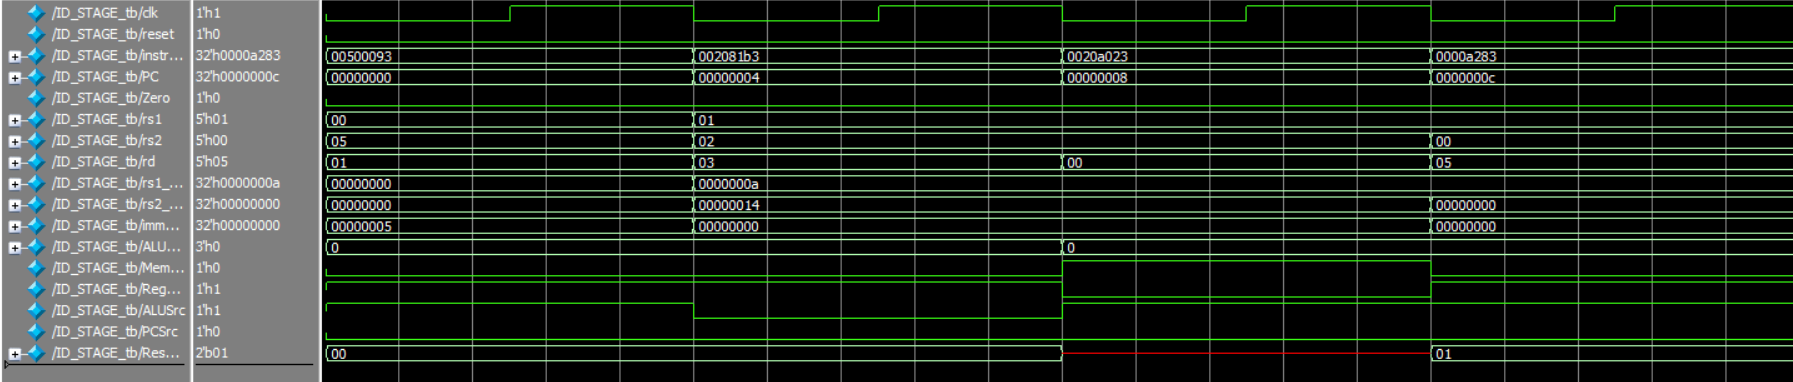 /ID_STAGE_tb/clk 1'h1
/ID_STAGE_tb/reset 1'h0
/ID_STAGE_tb/instr... 32'h0000a283 00500093 002081b3 0020a023 0000a283
/ID_STAGE_tb/PC 32'h0000000c 00000000 00000004 00000008 0000000c
/ID_STAGE_tb/Zero 1'h0
/ID_STAGE_tb/rs1 5'h01 00 01
/ID_STAGE_tb/rs2 5'h00 05 02 00
/ID_STAGE_tb/rd 5'h05 01 03 00 05
/ID_STAGE_tb/rs1_... 32'h0000000a 00000000 0000000a
/ID_STAGE_tb/rs2_... 32'h00000000 00000000 00000014 00000000
/ID_STAGE_tb/imm... 32'h00000000 00000005 00000000 00000000
/ID_STAGE_tb/ALU... 3'h0 0 0
/ID_STAGE_tb/Mem... 1'h0
/ID_STAGE_tb/Reg... 1'h1
/ID_STAGE_tb/ALUSrc 1'h1
/ID_STAGE_tb/PCSrc 1'h0
/ID_STAGE_tb/Res... 2'b01 00 01